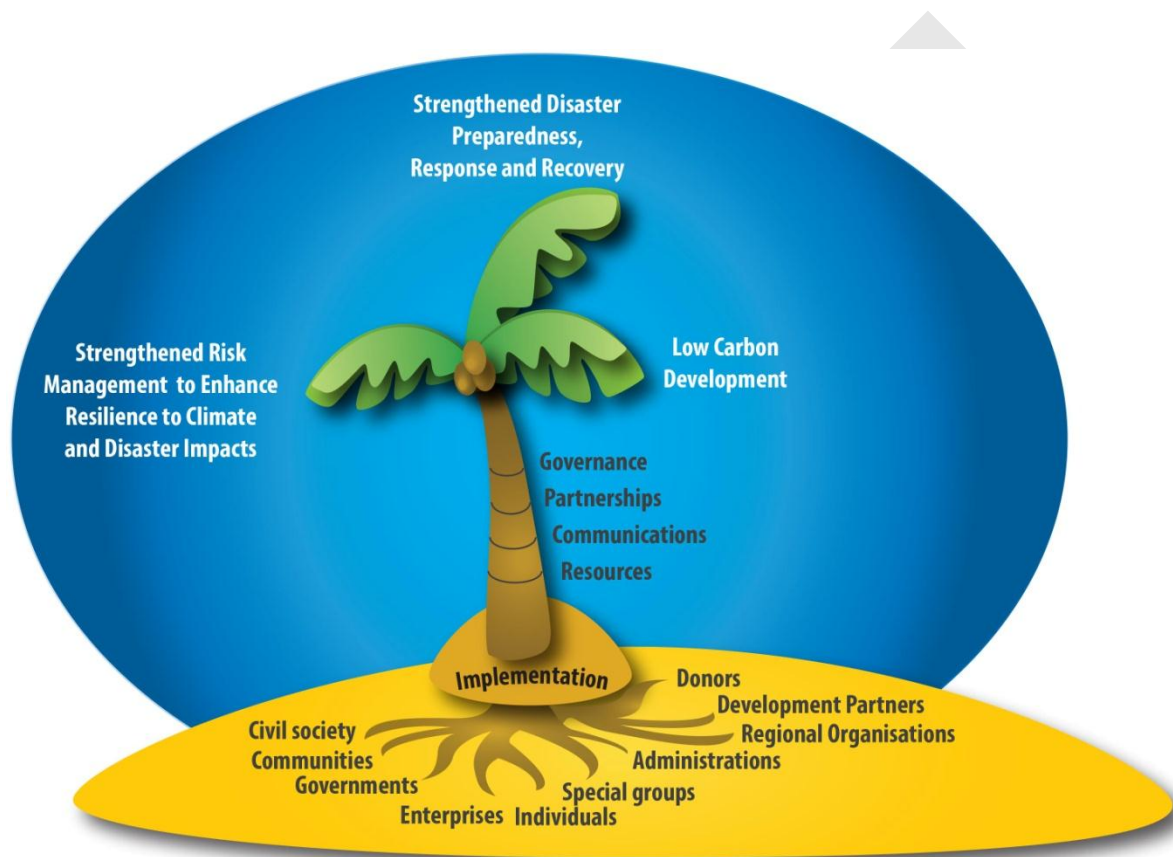 Strengthened Disaster
Preparedness,
Response and Recovery
Strengthened Risk
Management to Enhance
Resilience to Climate
and Disaster Impacts
Low Carbon
Development
Governance
Partnerships
Communications
Resources
Implementation
Civil society
Communities
Governments
Enterprises
Individuals
Special groups
Administrations
Regional Organisations
Development Partners
Donors